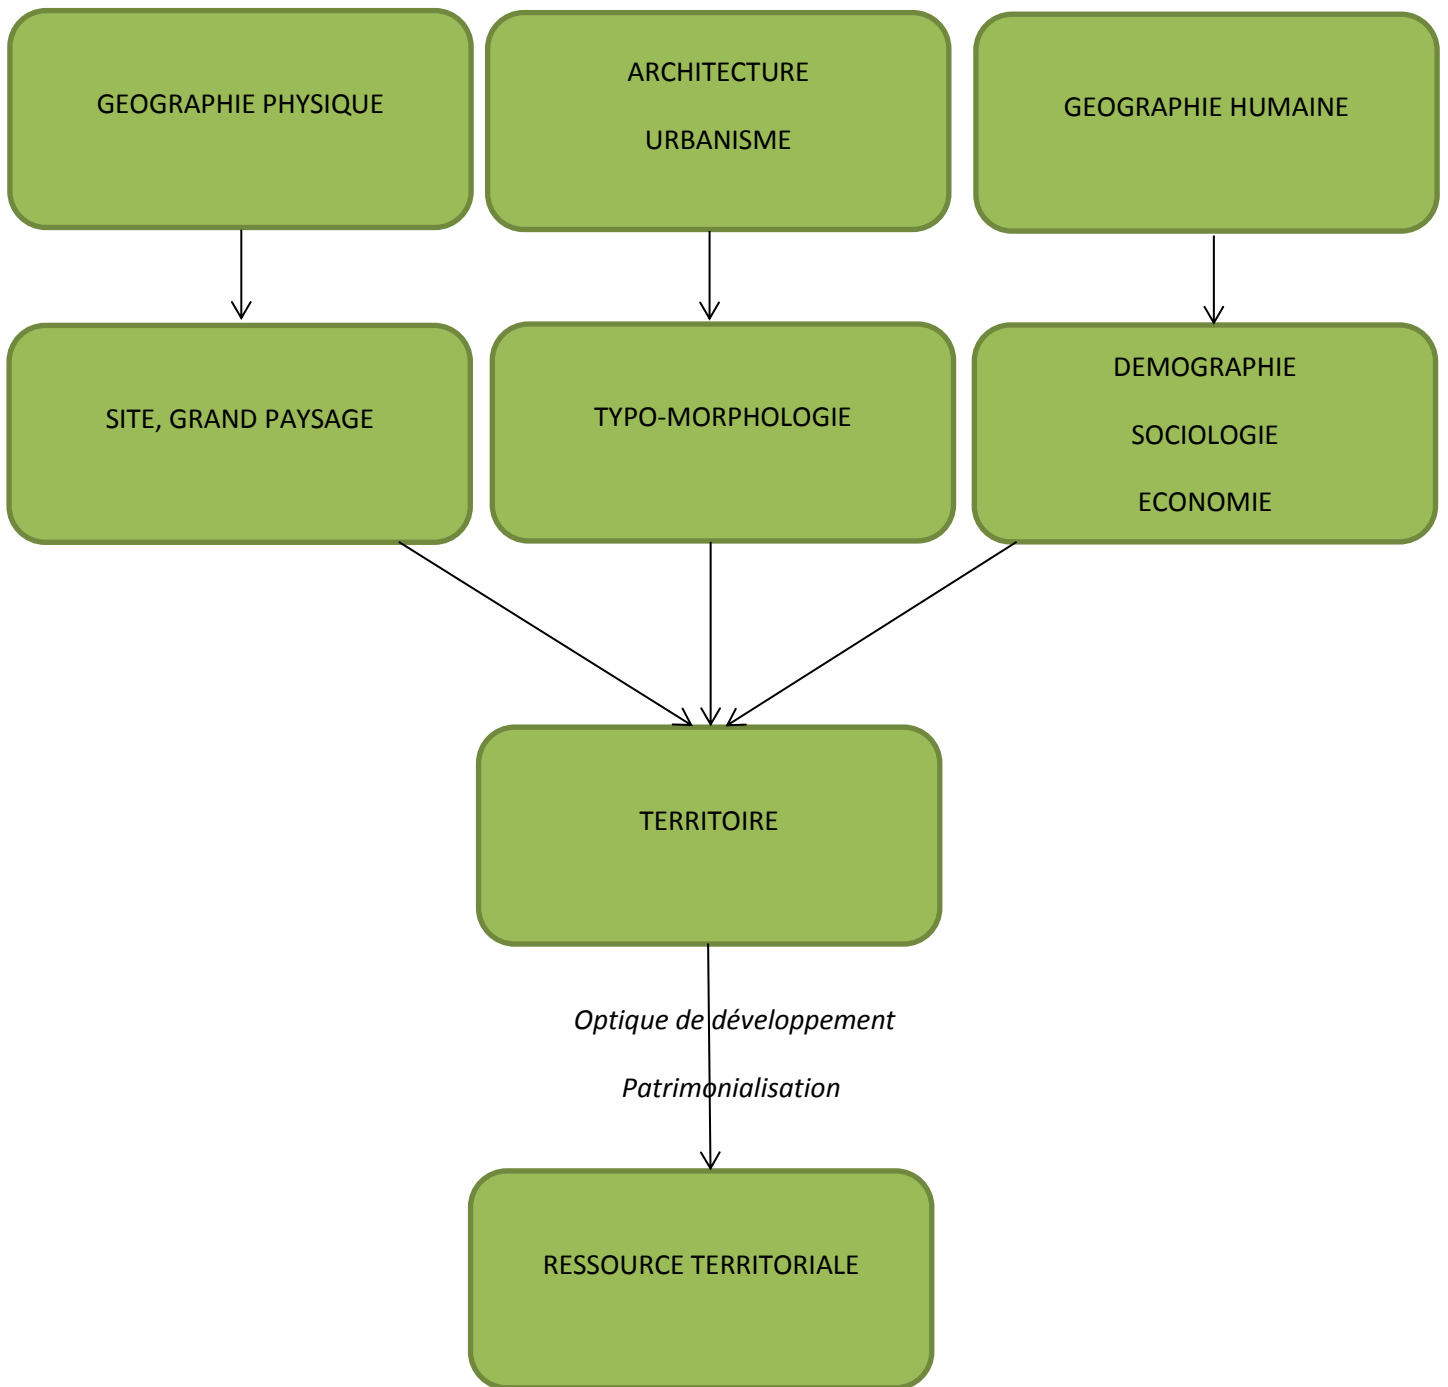 GEOGRAPHIE PHYSIQUE
ARCHITECTURE
URBANISME
GEOGRAPHIE HUMAINE
SITE, GRAND PAYSAGE
TYPO-MORPHOLOGIE
DEMOGRAPHIE
SOCIOLOGIE
ECONOMIE
TERRITOIRE
Optique de développement
Patrimonialisation
RESSOURCE TERRITORIALE